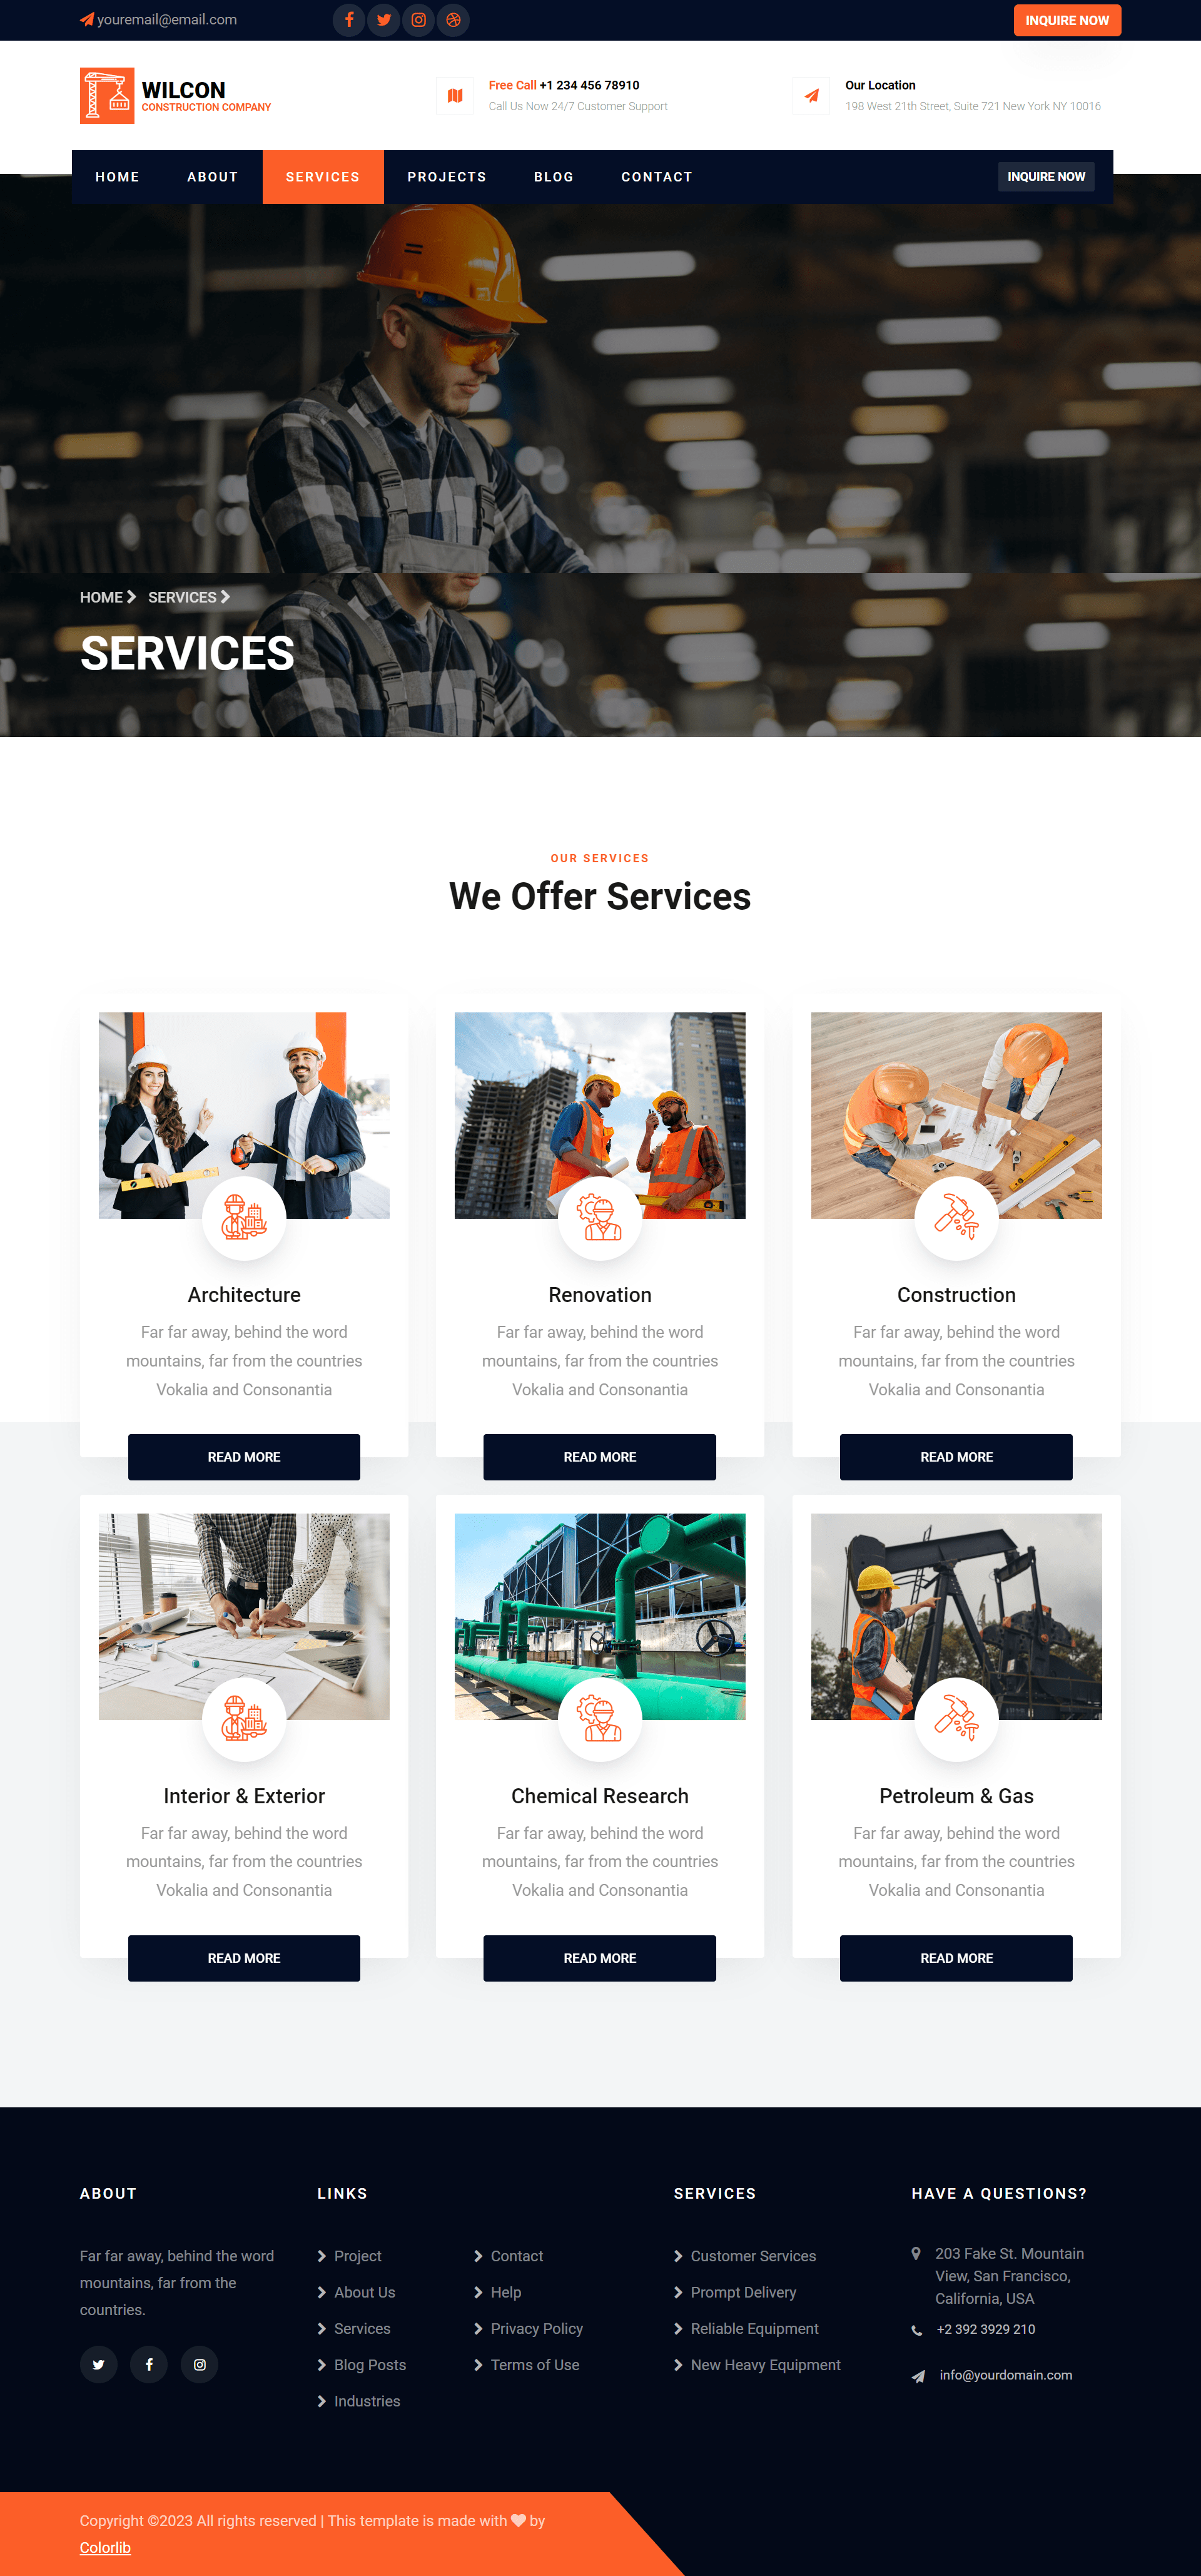 youremail@email.com
INQUIRE NOW
WILCON
CONSTRUCTION COMPANY
Free Call +1 234 456 78910
Call Us Now 24/7 Customer Support
Our Location
198 West 21th Street, Suite 721 New York NY 10016
HOME ABOUT SERVICES PROJECTS BLOG CONTACT INQUIRE NOW
HOME SERVICES
SERVICES
OUR SERVICES
We Offer Services
Architecture
Far far away, behind the word
mountains, far from the countries
Vokalia and Consonantia
READ MORE
Renovation
Far far away, behind the word
mountains, far from the countries
Vokalia and Consonantia
READ MORE
Construction
Far far away, behind the word
mountains, far from the countries
Vokalia and Consonantia
READ MORE
Interior & Exterior
Far far away, behind the word
mountains, far from the countries
Vokalia and Consonantia
READ MORE
Chemical Research
Far far away, behind the word
mountains, far from the countries
Vokalia and Consonantia
READ MORE
Petroleum & Gas
Far far away, behind the word
mountains, far from the countries
Vokalia and Consonantia
READ MORE
ABOUT
Far far away, behind the word
mountains, far from the
countries.
LINKS
Project
About Us
Services
Blog Posts
Industries
Contact
Help
Privacy Policy
Terms of Use
SERVICES
Customer Services
Prompt Delivery
Reliable Equipment
New Heavy Equipment
HAVE A QUESTIONS?
203 Fake St. Mountain
View, San Francisco,
California, USA
+2 392 3929 210
info@yourdomain.com
Copyright ©2023 All rights reserved | This template is made with ♥ by
Colorlib